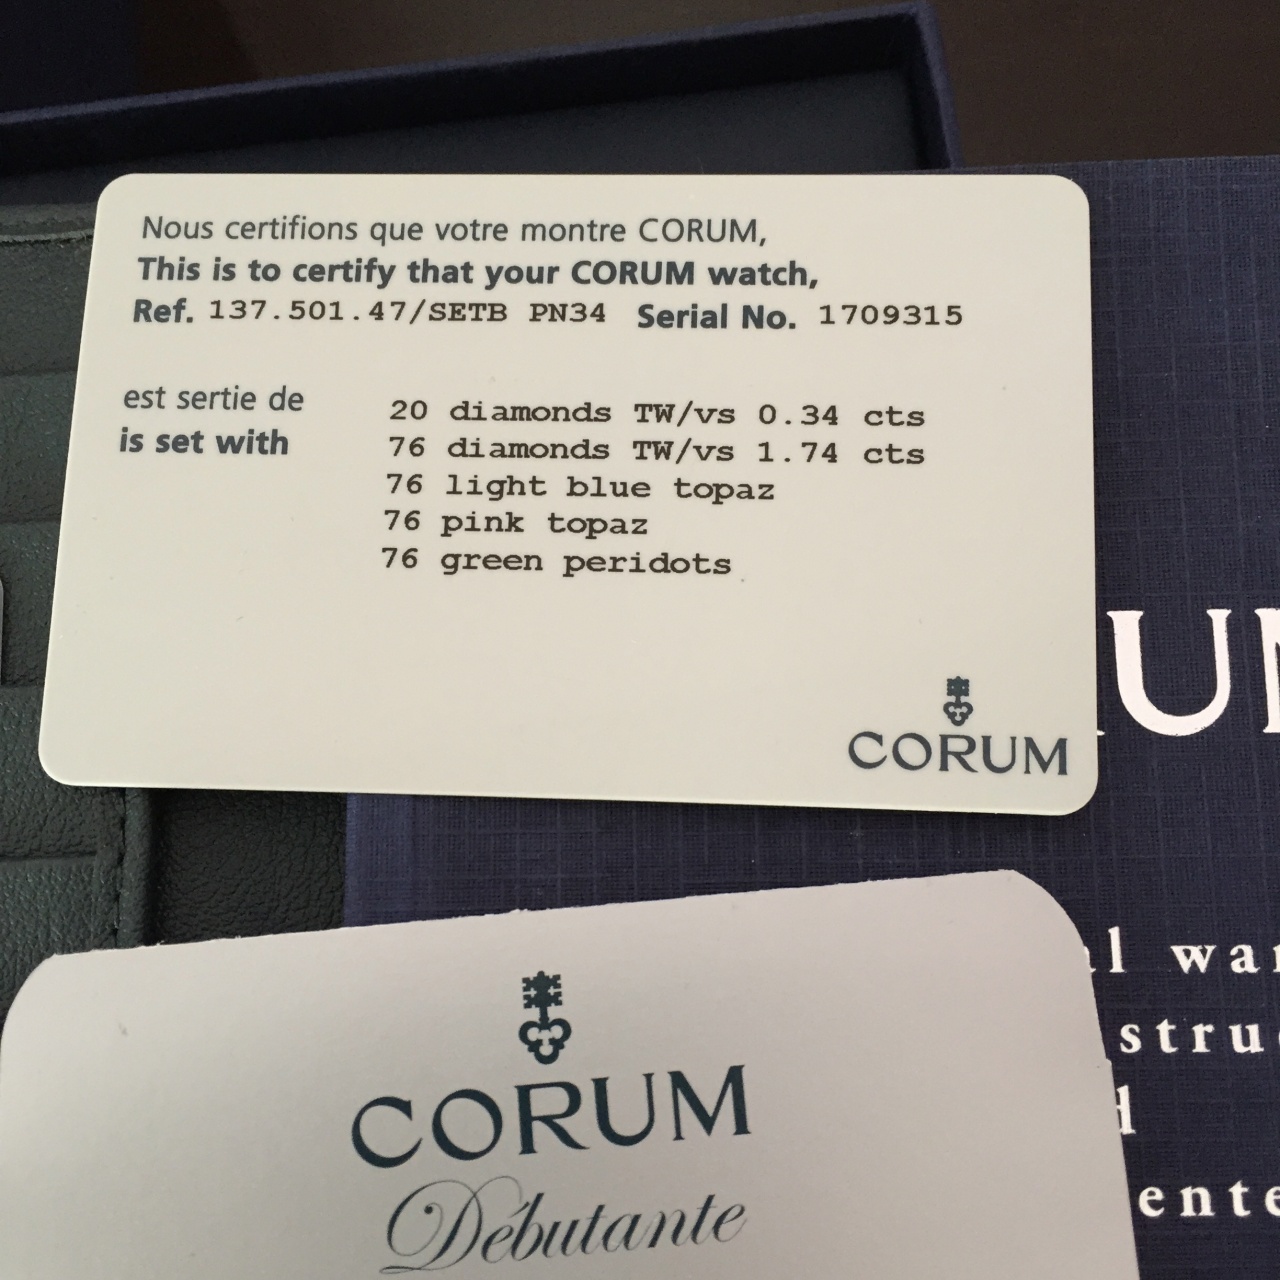 Nous certifions que votre montre CORUM,
This is to certify that your CORUM watch,
Ref. 137.501.47/SETB PN34 Serial No. 1709315
est sertie de
is set with
20 diamonds TW/vs 0.34 cts
76 diamonds TW/vs 1.74 cts
76 light blue topaz
76 pink topaz
76 green peridots
CORUM
CORUM
Débutante